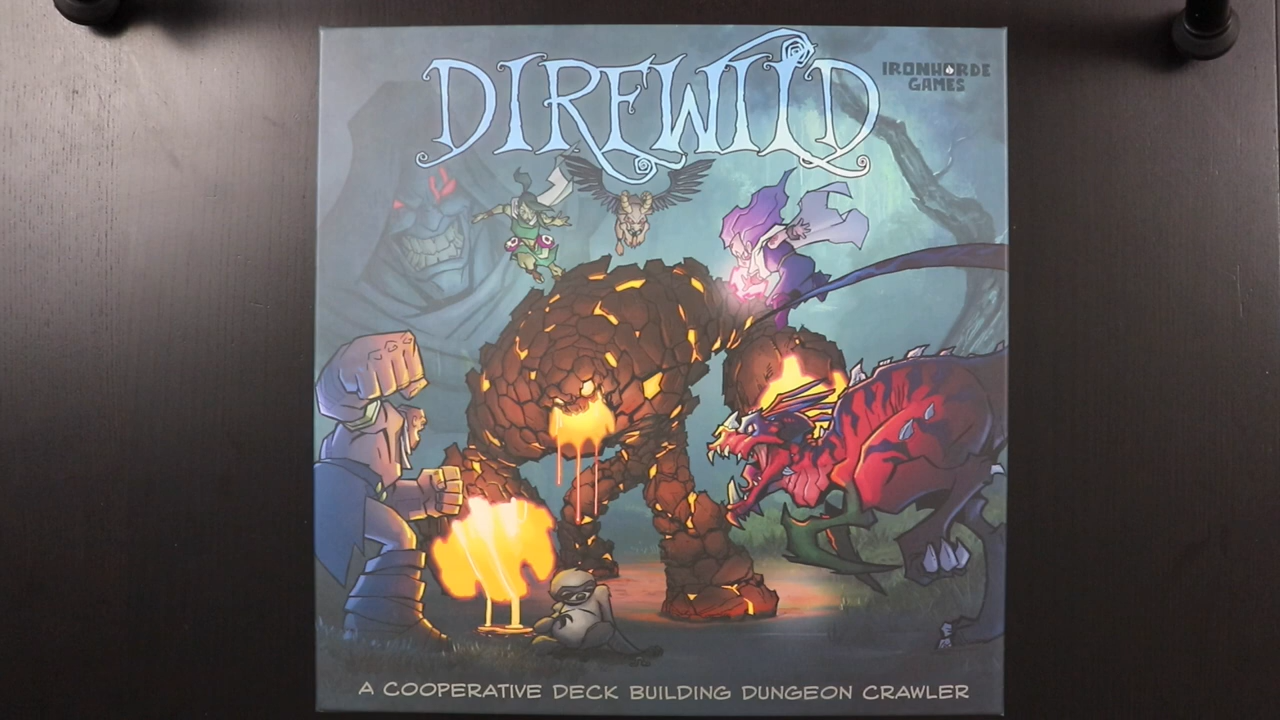 DIREWILD
IRONHORDE
GAMES
A COOPERATIVE DECK BUILDING DUNGEON CRAWLER